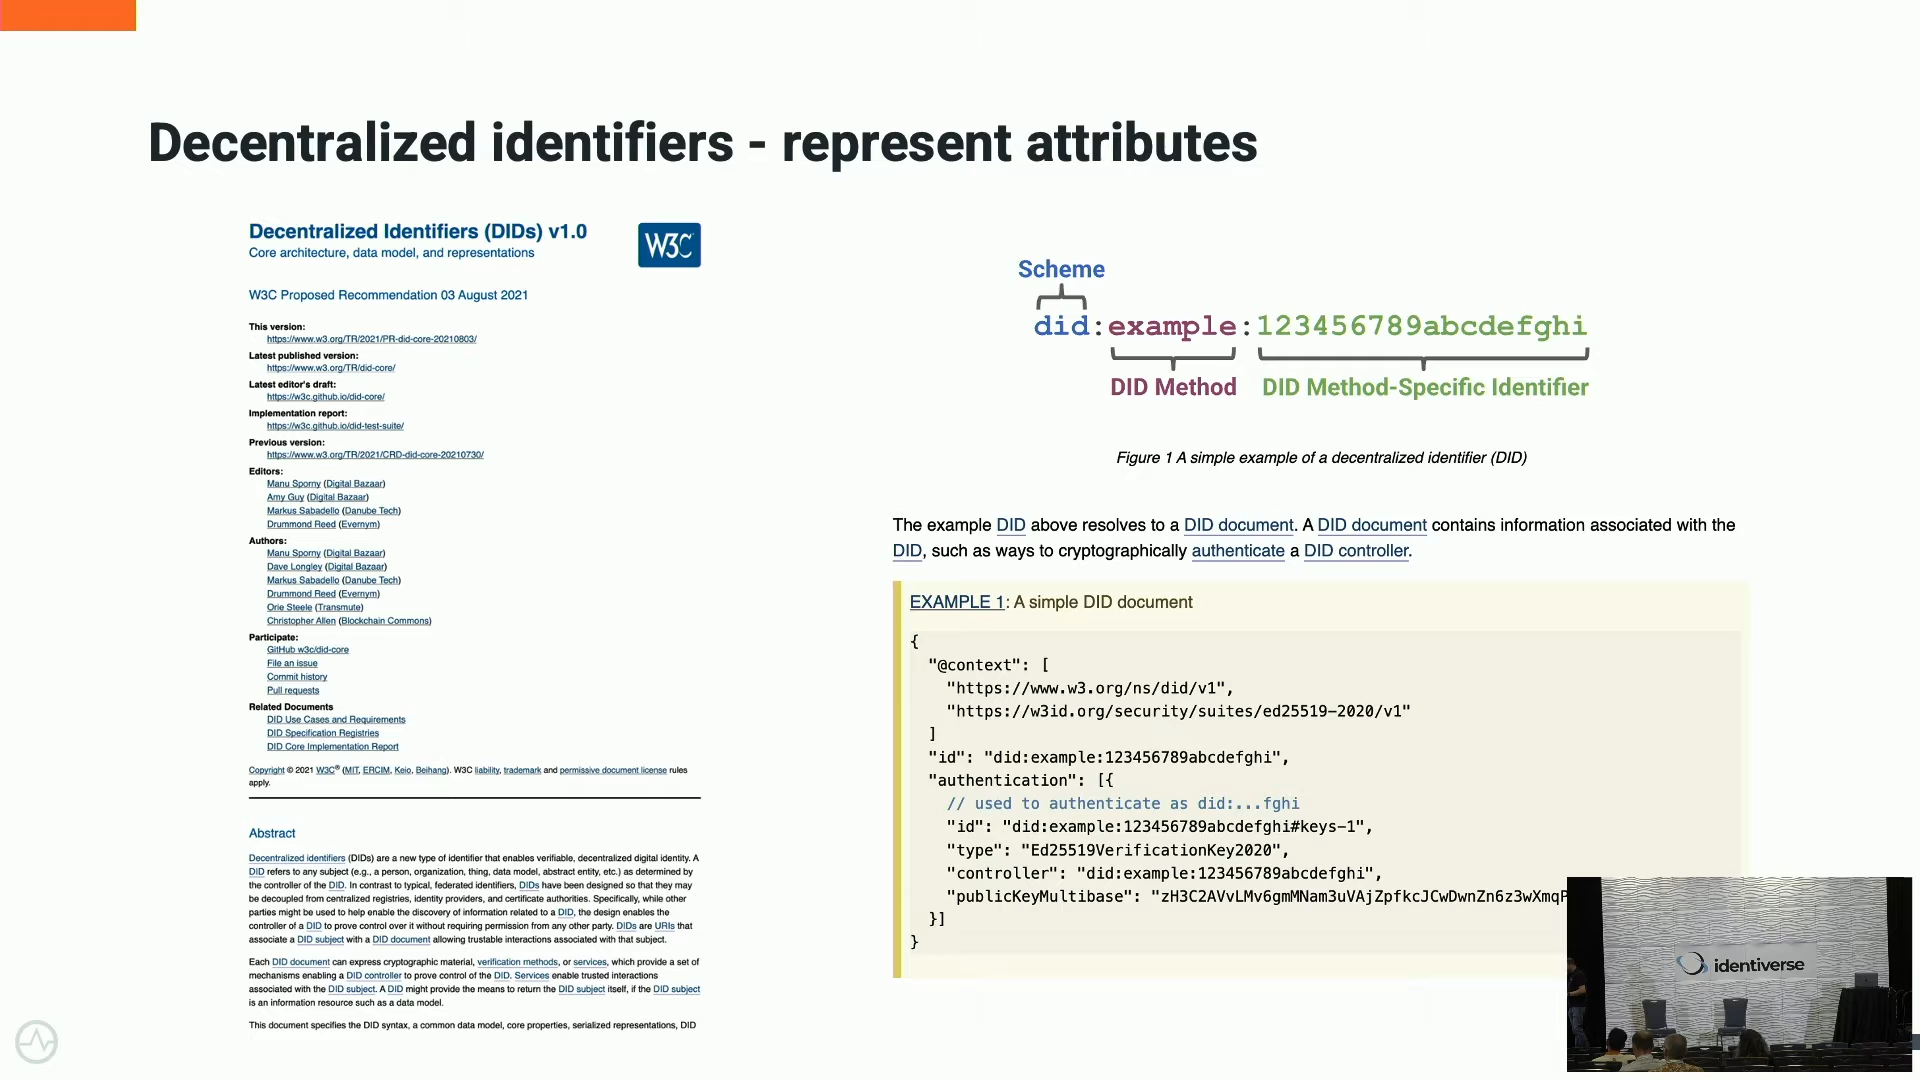 Decentralized identifiers - represent attributes
Decentralized Identifiers (DIDs) v1.0
Core architecture, data model, and representations
W3C
W3C Proposed Recommendation 03 August 2021
This version:
https://www.w3.org/TR/2021/PR-did-core-20210803/
Latest published version:
https://www.w3.org/TR/did-core/
Latest editor's draft:
https://w3c.github.io/did-core/
Implementation report:
https://w3c.github.io/did-test-suite/
Previous version:
https://www.w3.org/TR/2021/CRD-did-core-20210730/
Editors:
Manu Sporny (Digital Bazaar)
Amy Guy (Digital Bazaar)
Markus Sabadello (Danube Tech)
Drummond Reed (Evernym)
Authors:
Manu Sporny (Digital Bazaar)
Dave Longley (Digital Bazaar)
Markus Sabadello (Danube Tech)
Drummond Reed (Evernym)
Orie Steele (Transmute)
Christopher Allen (Blockchain Commons)
Participate:
GitHub w3c/did-core
File an issue
Commit history
Pull requests
Related Documents
DID Use Cases and Requirements
DID Specification Registries
DID Core Implementation Report
Copyright © 2021 W3C® (MIT, ERCIM, Keio, Beihang). W3C liability, trademark and permissive document license rules
apply.
Abstract
Decentralized identifiers (DIDs) are a new type of identifier that enables verifiable, decentralized digital identity. A
DID refers to any subject (e.g., a person, organization, thing, data model, abstract entity, etc.) as determined by
the controller of the DID. In contrast to typical, federated identifiers, DIDs have been designed so that they may
be decoupled from centralized registries, identity providers, and certificate authorities. Specifically, while other
parties might be used to help enable the discovery of information related to a DID, the design enables the
controller of a DID to prove control over it without requiring permission from any other party. DIDs are URIs that
associate a DID subject with a DID document allowing trustable interactions associated with that subject.
Each DID document can express cryptographic material, verification methods, or services, which provide a set of
mechanisms enabling a DID controller to prove control of the DID. Services enable trusted interactions
associated with the DID subject. A DID might provide the means to return the DID subject itself, if the DID subject
is an information resource such as a data model.
This document specifies the DID syntax, a common data model, core properties, serialized representations, DID
Scheme
did:example:123456789abcdefghi
DID Method DID Method-Specific Identifier
Figure 1 A simple example of a decentralized identifier (DID)
The example DID above resolves to a DID document. A DID document contains information associated with the
DID, such as ways to cryptographically authenticate a DID controller.
EXAMPLE 1: A simple DID document
{
"@context": [
"https://www.w3.org/ns/did/v1",
"https://w3id.org/security/suites/ed25519-2020/v1"
]
"id": "did:example:123456789abcdefghi",
"authentication": [{
// used to authenticate as did:...fghi
"id": "did:example:123456789abcdefghi#keys-1",
"type": "Ed25519VerificationKey2020",
"controller": "did:example:123456789abcdefghi",
"publicKeyMultibase": "zH3C2AVvLMv6gmMNam3uVAjZpfkcJCwDwnZn6z3wXmqP
}]
}
identiverse